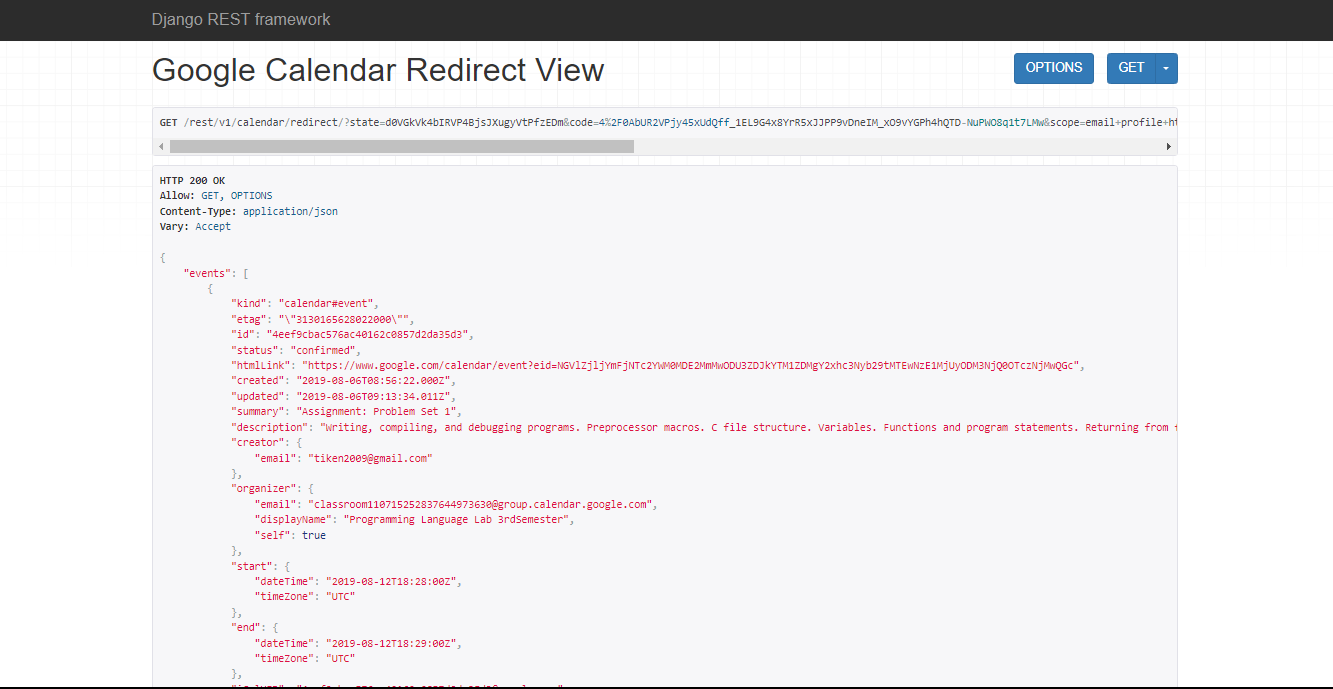 Django REST framework
Google Calendar Redirect View
OPTIONS
GET
GET /rest/v1/calendar/redirect/?state=d0VGkVk4bIRVP4BjsJXugyVtPfzEDm&code=4%2F0AbUR2VPjy45xUdQff_1EL9G4x8YrR5xJJPP9vDneIM_xO9vYGPh4hQTD-NuPWO8q1t7LMw&scope=email+profile+ht
HTTP 200 OK
Allow: GET, OPTIONS
Content-Type: application/json
Vary: Accept
{
"events": [
{
"kind": "calendar#event",
"etag": "\"3130165628022000\"",
"id": "4eef9cbac576ac40162c0857d2da35d3",
"status": "confirmed",
"htmlLink": "https://www.google.com/calendar/event?eid=NGVlZjljYmFjNTc2YWM0MDE2MmMwODU3ZDJkYTM1ZDMgY2xhc3Nyb29tMTEwNzE1MjUyODM3NjQ0OTczNjMwQGc",
"created": "2019-08-06T08:56:22.000Z",
"updated": "2019-08-06T09:13:34.011Z",
"summary": "Assignment: Problem Set 1",
"description": "Writing, compiling, and debugging programs. Preprocessor macros. C file structure. Variables. Functions and program statements. Returning from
"creator": {
"email": "tiken2009@gmail.com"
},
"organizer": {
"email": "classroom110715252837644973630@group.calendar.google.com",
"displayName": "Programming Language Lab 3rdSemester",
"self": true
},
"start": {
"dateTime": "2019-08-12T18:28:00Z",
"timeZone": "UTC"
},
"end": {
"dateTime": "2019-08-12T18:29:00Z",
"timeZone": "UTC"
},